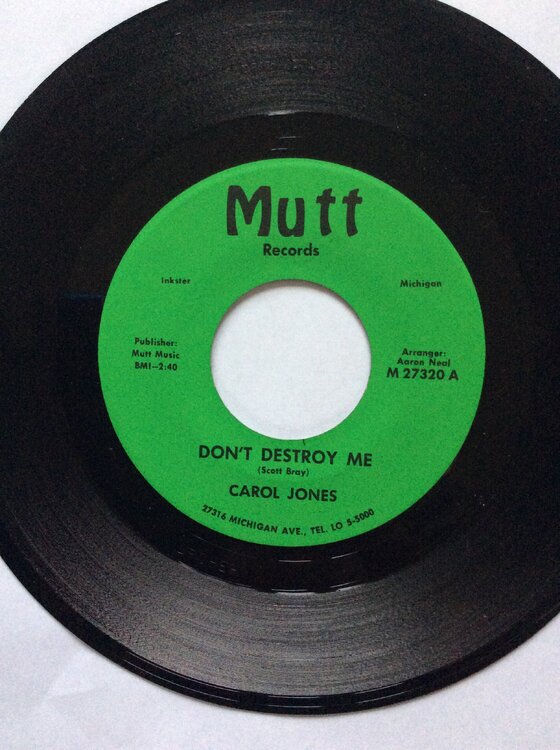 Mutt
Records
Inkster
Michigan
Publisher:
Mutt Music
BMI—2:40
Arranger:
Aaron Neal
M 27320 A
DON'T DESTROY ME
(Scott Bray)
CAROL JONES
27316 MICHIGAN AVE., TEL. LO 5-5000